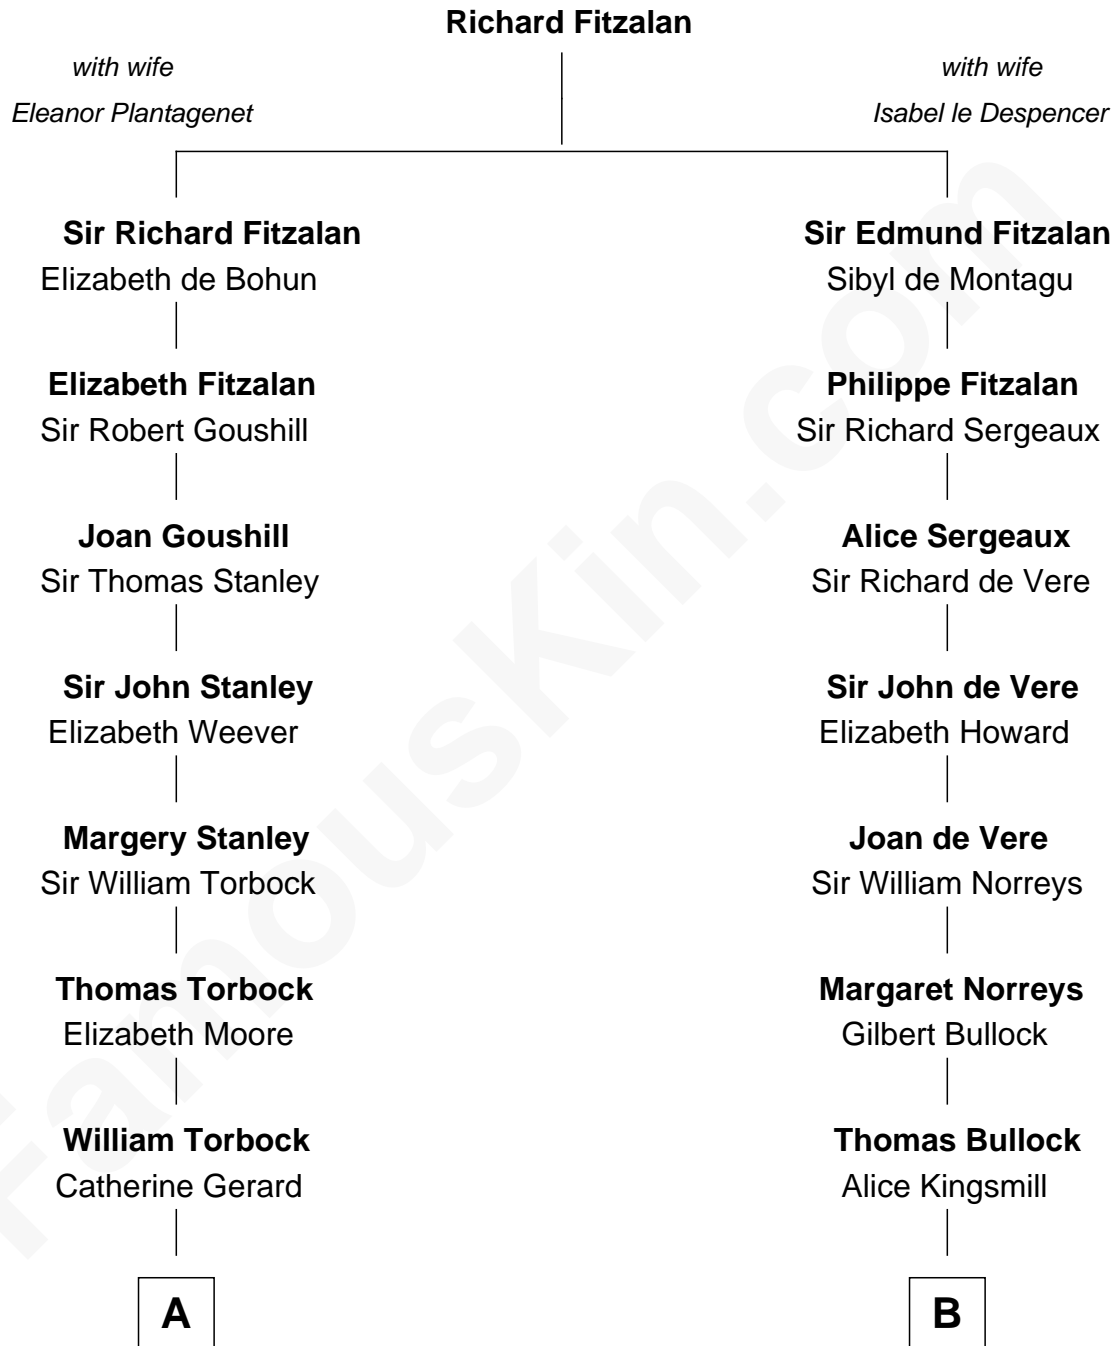 Richard Fitzalan
with wife
Eleanor Plantagenet
with wife
Isabel le Despencer
Sir Richard Fitzalan
Elizabeth de Bohun
Sir Edmund Fitzalan
Sibyl de Montagu
Elizabeth Fitzalan
Sir Robert Goushill
Philippe Fitzalan
Sir Richard Sergeaux
Joan Goushill
Sir Thomas Stanley
Alice Sergeaux
Sir Richard de Vere
Sir John Stanley
Elizabeth Weever
Sir John de Vere
Elizabeth Howard
Margery Stanley
Sir William Torbock
Joan de Vere
Sir William Norreys
Thomas Torbock
Elizabeth Moore
Margaret Norreys
Gilbert Bullock
William Torbock
Catherine Gerard
Thomas Bullock
Alice Kingsmill
A
B
FamousKin.com